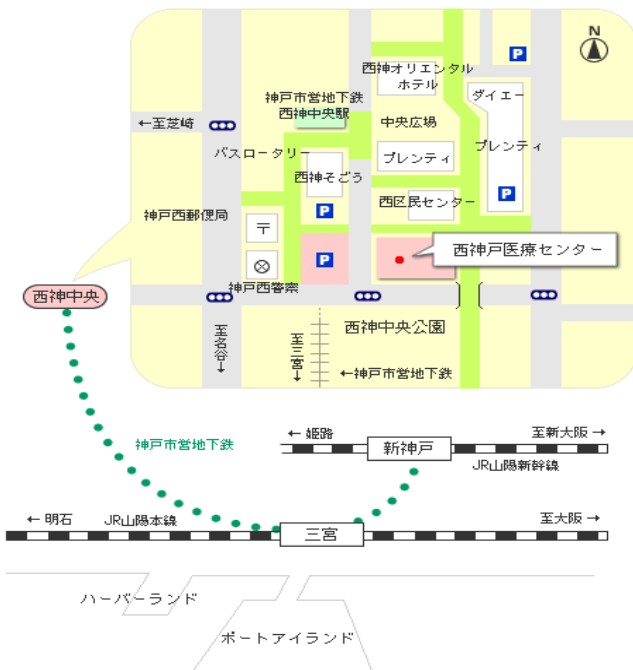 N
P
西神オリエンタル
ホテル
ダイエー
神戸市営地下鉄
西神中央駅
中央広場
←至芝崎
バスロータリー
プレンティ
プレンティ
西神そごう
P
西区民センター
P
神戸西郵便局
〒
P
西神戸医療センター
神戸西警察
西神中央
至名谷→
至三宮→
西神中央公園
←神戸市営地下鉄
神戸市営地下鉄
← 姫路
新神戸
至新大阪 →
JR山陽新幹線
← 明石
JR山陽本線
三宮
至大阪 →
ハーバーランド
ポートアイランド